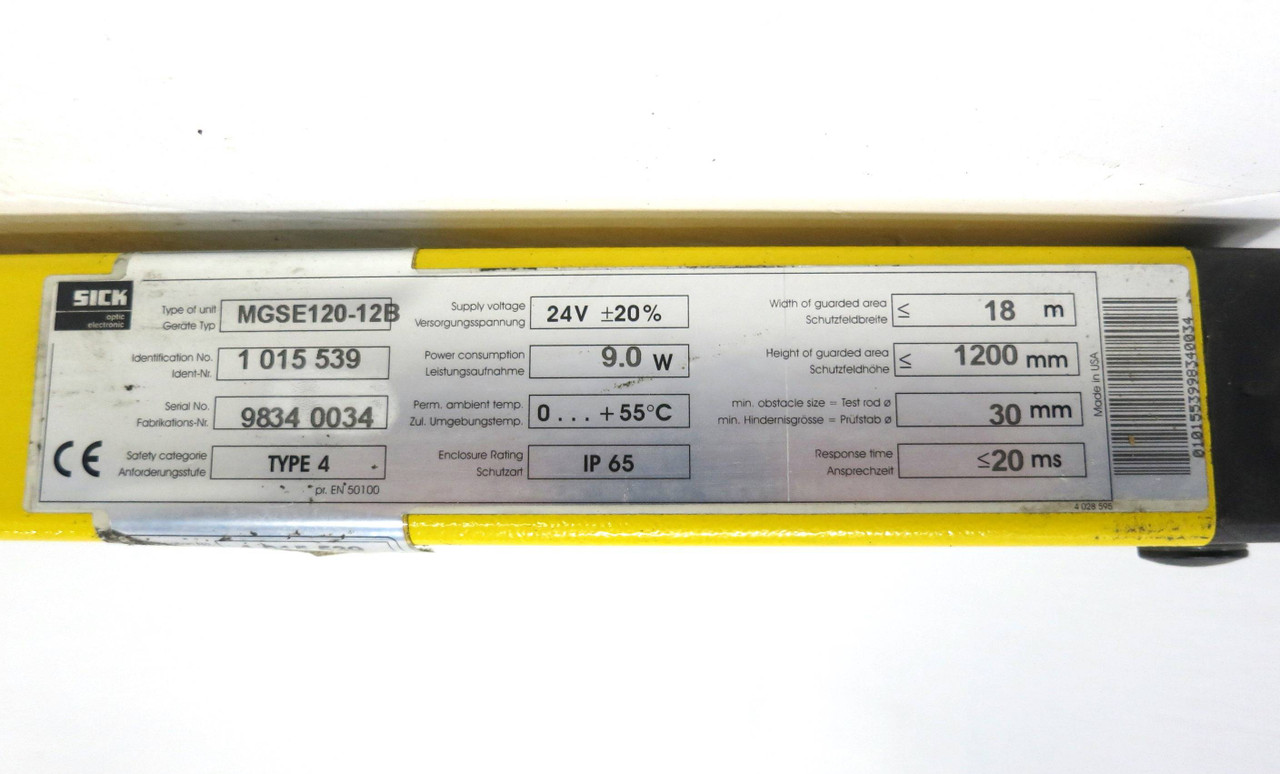 SICK
optic
electronic
Type of unit
Geräte Typ
MGSE120-12B
Identification No.
Ident-Nr.
1 015 539
Serial No.
Fabrikations-Nr.
9834 0034
Safety categorie
Anforderungsstufe
TYPE 4
pr. EN 50100
CE
Supply voltage
Versorgungsspannung
24V ±20%
Power consumption
Leistungsaufnahme
9.0 W
Perm. ambient temp.
Zul. Umgebungstemp.
0...+55°C
Enclosure Rating
Schutzart
IP 65
Width of guarded area
Schutzfeldbreite
≤ 18 m
Height of guarded area
Schutzfeldhöhe
≤ 1200 mm
min. obstacle size = Test rod ø
min. Hindernisgrösse = Prüfstab ø
30 mm
Response time
Ansprechzeit
≤20 ms
4 028 595
Made in USA
0101553998340034